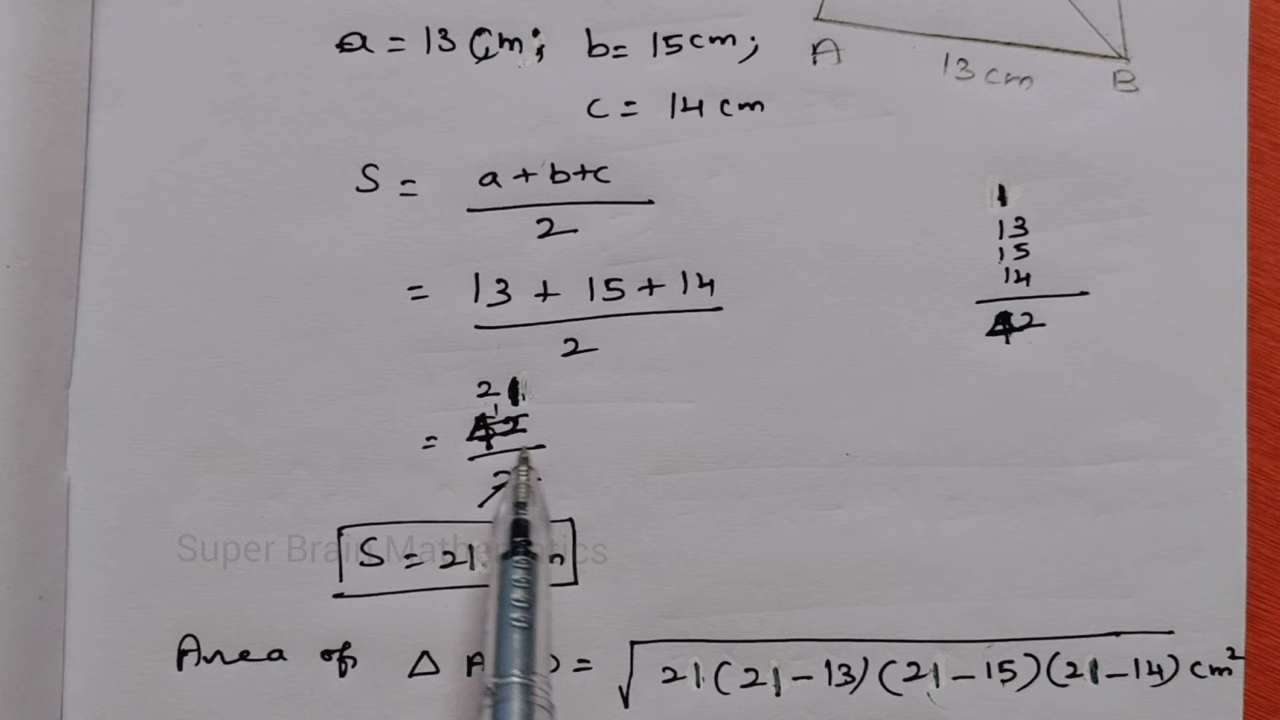 a = 13 cm; b = 15 cm;
c = 14 cm
A
13 cm
B
S = a + b + c
2
= 13 + 15 + 14
2
1
13
15
14
42
21
= 42
2
Super Brain Mathematics
S = 21
Area of Δ = √21(21-13)(21-15)(21-14) cm²